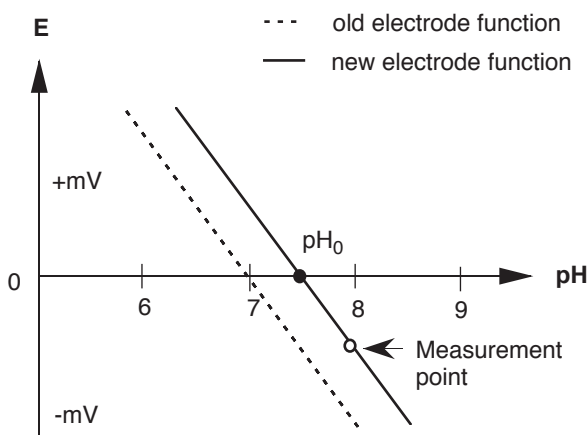 E
old electrode function
new electrode function
+mV
pH₀
0
pH
6
7
8
9
Measurement
point
-mV